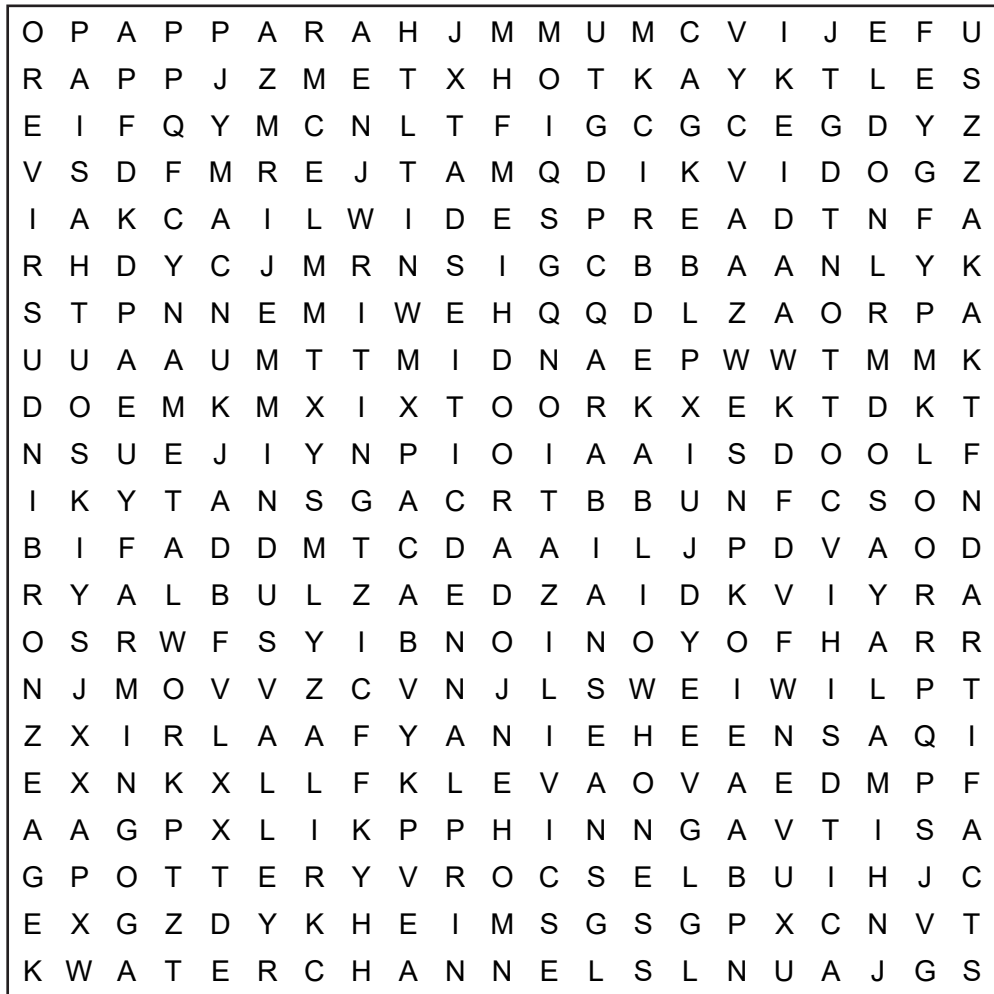 O P A P P A R A H J M M U M C V I J E F U
R A P P J Z M E T X H O T K A Y K T L E S
E I F Q Y M C N L T F I G C G C E G D Y Z
V S D F M R E J T A M Q D I K V I D O G Z
I A K C A I L W I D E S P R E A D T N F A
R H D Y C J M R N S I G C B B A A N L Y K
S T P N N E M I W E H Q Q D L Z A O R P A
U U A A U M T T M I D N A E P W W T M M K
D O E M K M X I X T O O R K X E K T D K T
N S U E J I Y N P I O I A A I S D O O L F
I K Y T A N S G A C R T B B U N F C S O N
B I F A D D M T C D A A I L J P D V A O D
R Y A L B U L Z A E D Z A I D K V I Y R A
O S R W F S Y I B N O I N O Y O F H A R R
N J M O V V Z C V N J L S W E I W I L P T
Z X I R L A A F Y A N I E H E E N S A Q I
E X N K X L L F K L E V A O V A E D M P F
A A G P X L I K P P H I N N G A V T I S A
G P O T T E R Y V R O C S E L B U I H J C
E X G Z D Y K H E I M S G S G P X C N V T
K W A T E R C H A N N E L S L N U A J G S